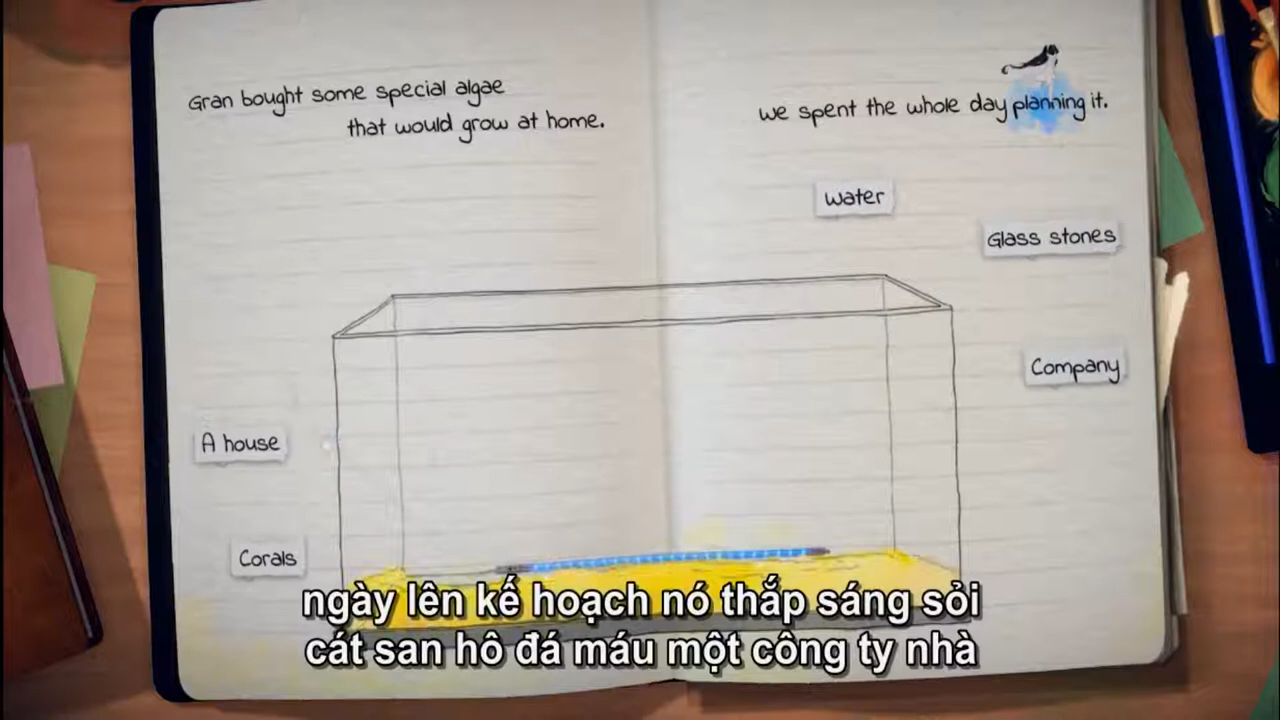 Gran bought some special algae
that would grow at home.
we spent the whole day planning it.
water
Glass stones
Company
A house
Corals
ngày lên kế hoạch nó thắp sáng sỏi
cát san hô đá máu một công ty nhà